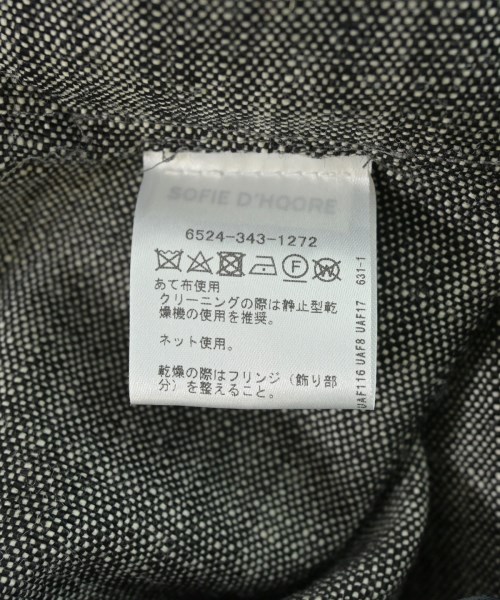 SOFIE D'HOORE
6524-343-1272
あて布使用
クリーニングの際は静止型乾
燥機の使用を推奨。
ネット使用。
乾燥の際はフリンジ（飾り部
分）を整えること。
UAF116 UAF8 UAF17 631-1